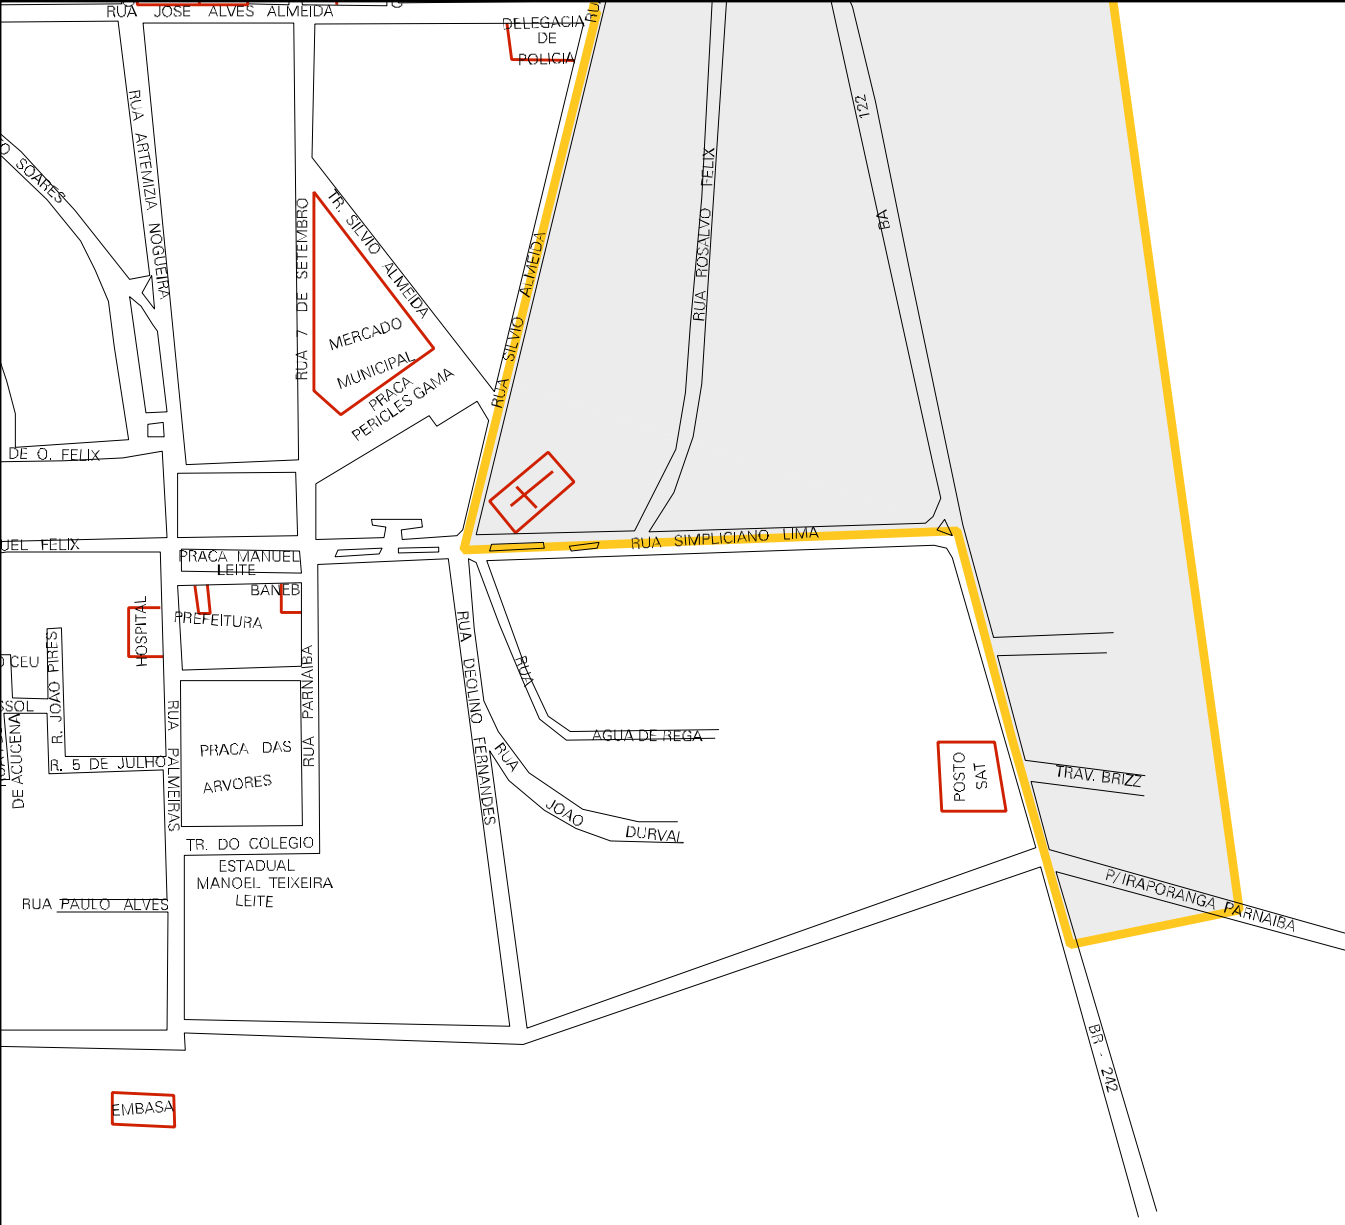 RUA JOSE ALVES ALMEIDA
DELEGACIA
DE
POLICIA
RUA
RUA ARTEMIZIA NOGUEIRA
SOARES
122
BA
RUA ROSALVO FELIX
RUA 7 DE SETEMBRO
TR. SILVIO ALMEIDA
RUA SILVIO ALMEIDA
MERCADO
MUNICIPAL
PRACA
PERICLES GAMA
DE O. FELIX
FELIX
RUA SIMPLICIANO LIMA
PRACA MANUEL
LEITE
BANEB
PREFEITURA
HOSPITAL
CEU
R. JOAO PIRES
DE ACUCENA
R. 5 DE JULHO
RUA PALMEIRAS
RUA PARNAIBA
PRACA DAS
ARVORES
RUA DEOLINO FERNANDES
RUA
AGUA DE REGA
RUA JOAO DURVAL
POSTO
SAT
TRAV. BRIZZ
TR. DO COLEGIO
ESTADUAL
MANOEL TEIXEIRA
LEITE
RUA PAULO ALVES
P/ IRAPORANGA PARNAIBA
BR - 242
EMBASA